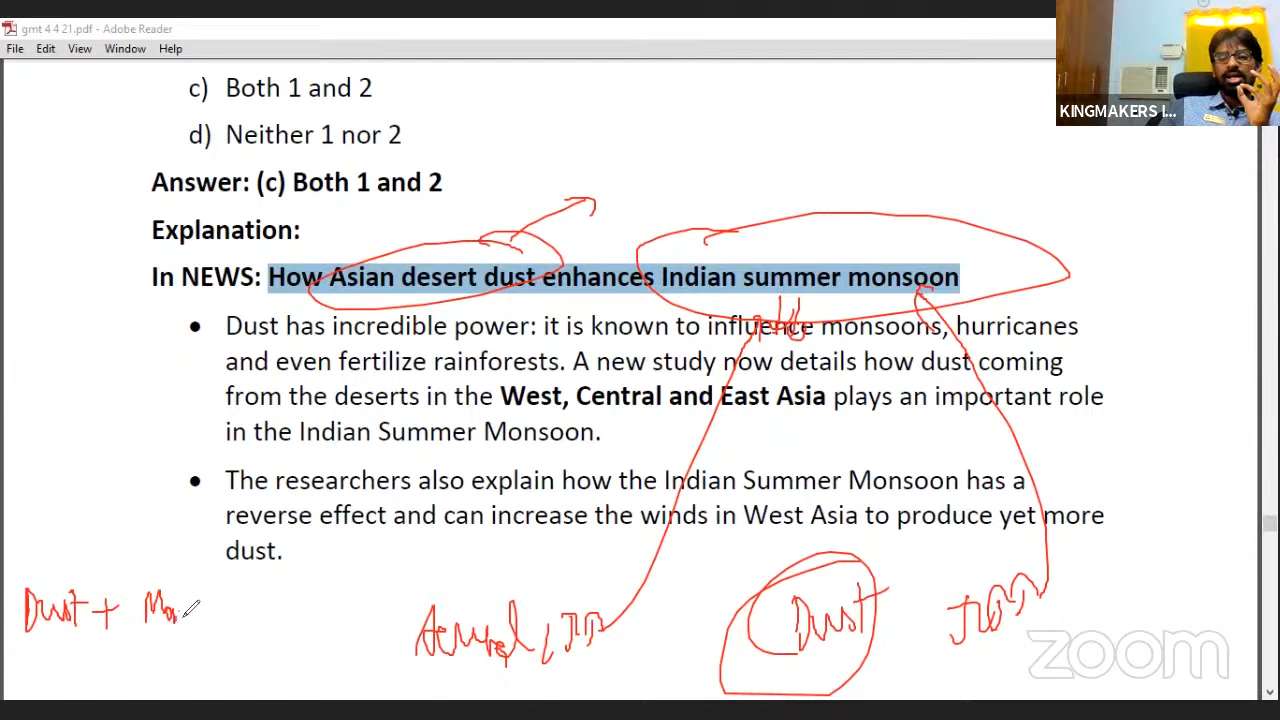 gmt 4 4 21.pdf - Adobe Reader
File Edit View Window Help
KINGMAKERS I...
c) Both 1 and 2
d) Neither 1 nor 2
Answer: (c) Both 1 and 2
Explanation:
In NEWS: How Asian desert dust enhances Indian summer monsoon
• Dust has incredible power: it is known to influence monsoons, hurricanes
and even fertilize rainforests. A new study now details how dust coming
from the deserts in the West, Central and East Asia plays an important role
in the Indian Summer Monsoon.
• The researchers also explain how the Indian Summer Monsoon has a
reverse effect and can increase the winds in West Asia to produce yet more
dust.
Dust +
Dust
zoom